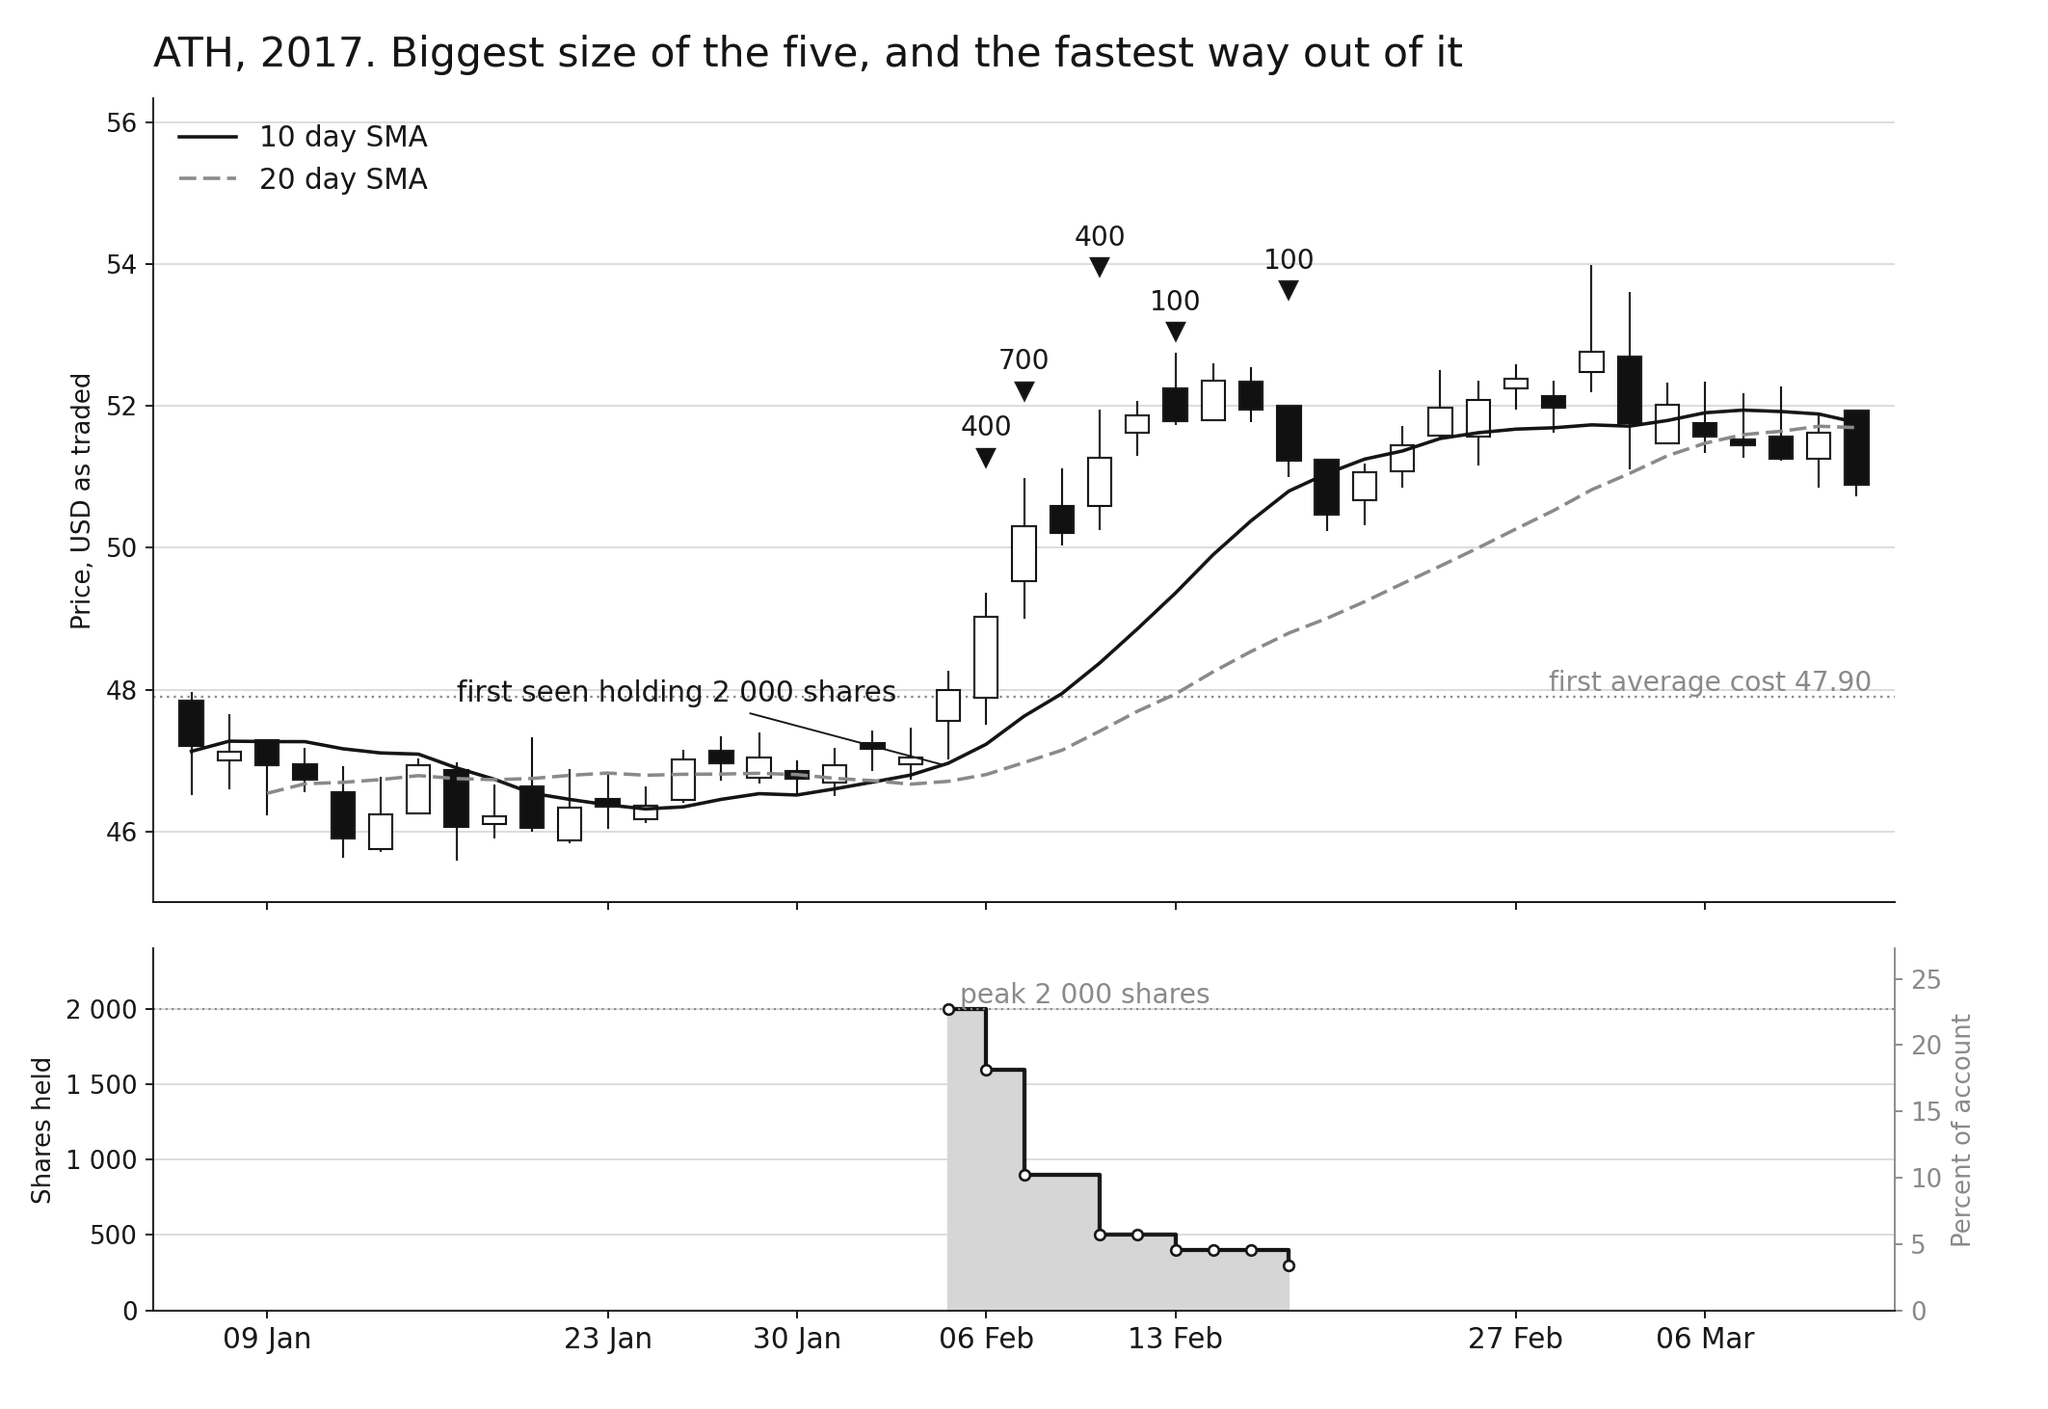 ATH, 2017. Biggest size of the five, and the fastest way out of it
10 day SMA
20 day SMA
Price, USD as traded
56
54
52
50
48
46
400
700
400
100
100
first seen holding 2 000 shares
first average cost 47.90
Shares held
2 000
1 500
1 000
500
0
peak 2 000 shares
25
20
15
10
5
0
Percent of account
09 Jan
23 Jan
30 Jan
06 Feb
13 Feb
27 Feb
06 Mar